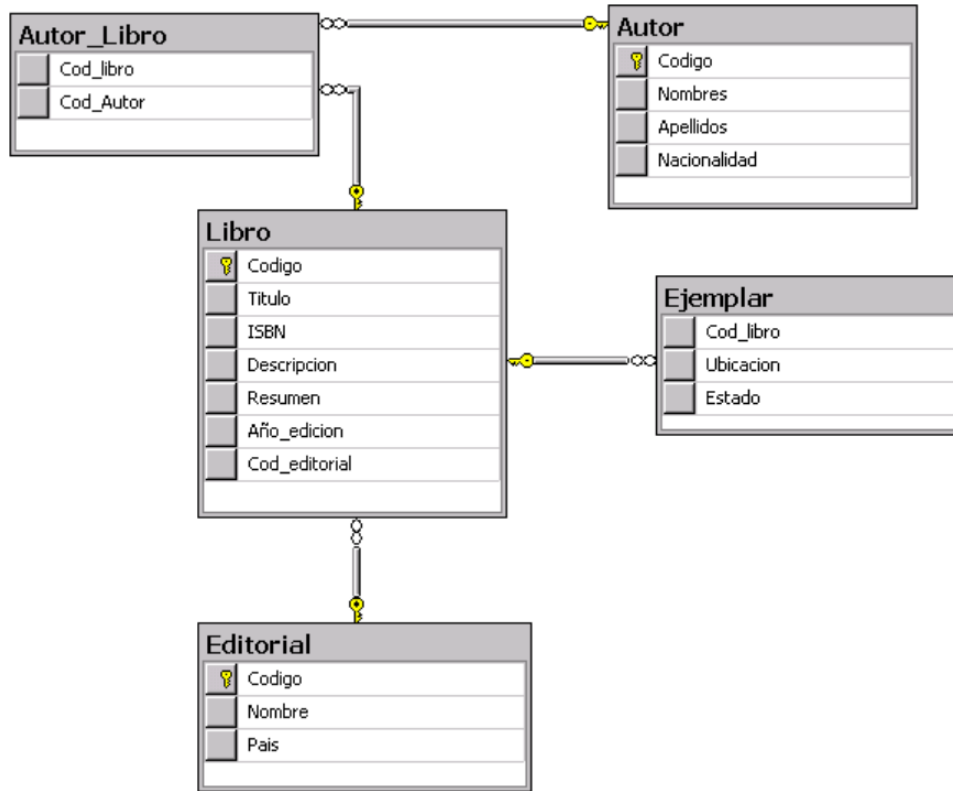 Autor_Libro
Cod_libro
Cod_Autor
Autor
Codigo
Nombres
Apellidos
Nacionalidad
Libro
Codigo
Titulo
ISBN
Descripcion
Resumen
Año_edicion
Cod_editorial
Ejemplar
Cod_libro
Ubicacion
Estado
Editorial
Codigo
Nombre
Pais